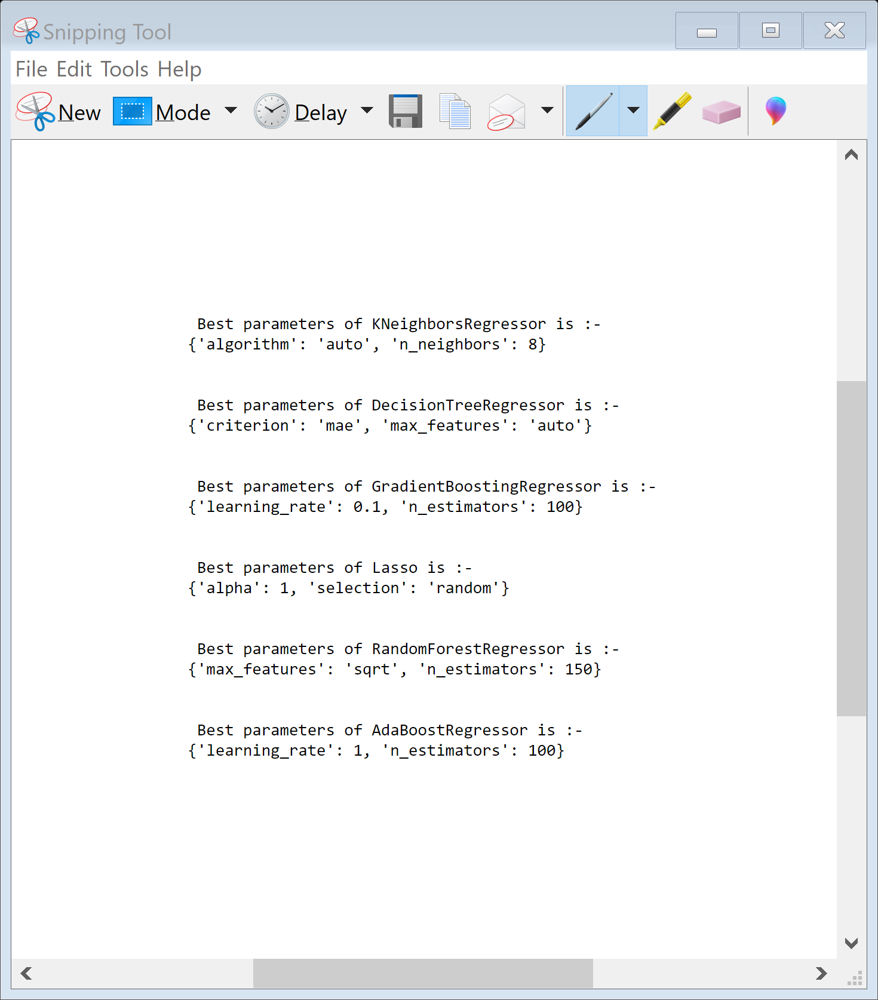 Snipping Tool
File Edit Tools Help
New Mode Delay
Best parameters of KNeighborsRegressor is :-
{'algorithm': 'auto', 'n_neighbors': 8}
Best parameters of DecisionTreeRegressor is :-
{'criterion': 'mae', 'max_features': 'auto'}
Best parameters of GradientBoostingRegressor is :-
{'learning_rate': 0.1, 'n_estimators': 100}
Best parameters of Lasso is :-
{'alpha': 1, 'selection': 'random'}
Best parameters of RandomForestRegressor is :-
{'max_features': 'sqrt', 'n_estimators': 150}
Best parameters of AdaBoostRegressor is :-
{'learning_rate': 1, 'n_estimators': 100}